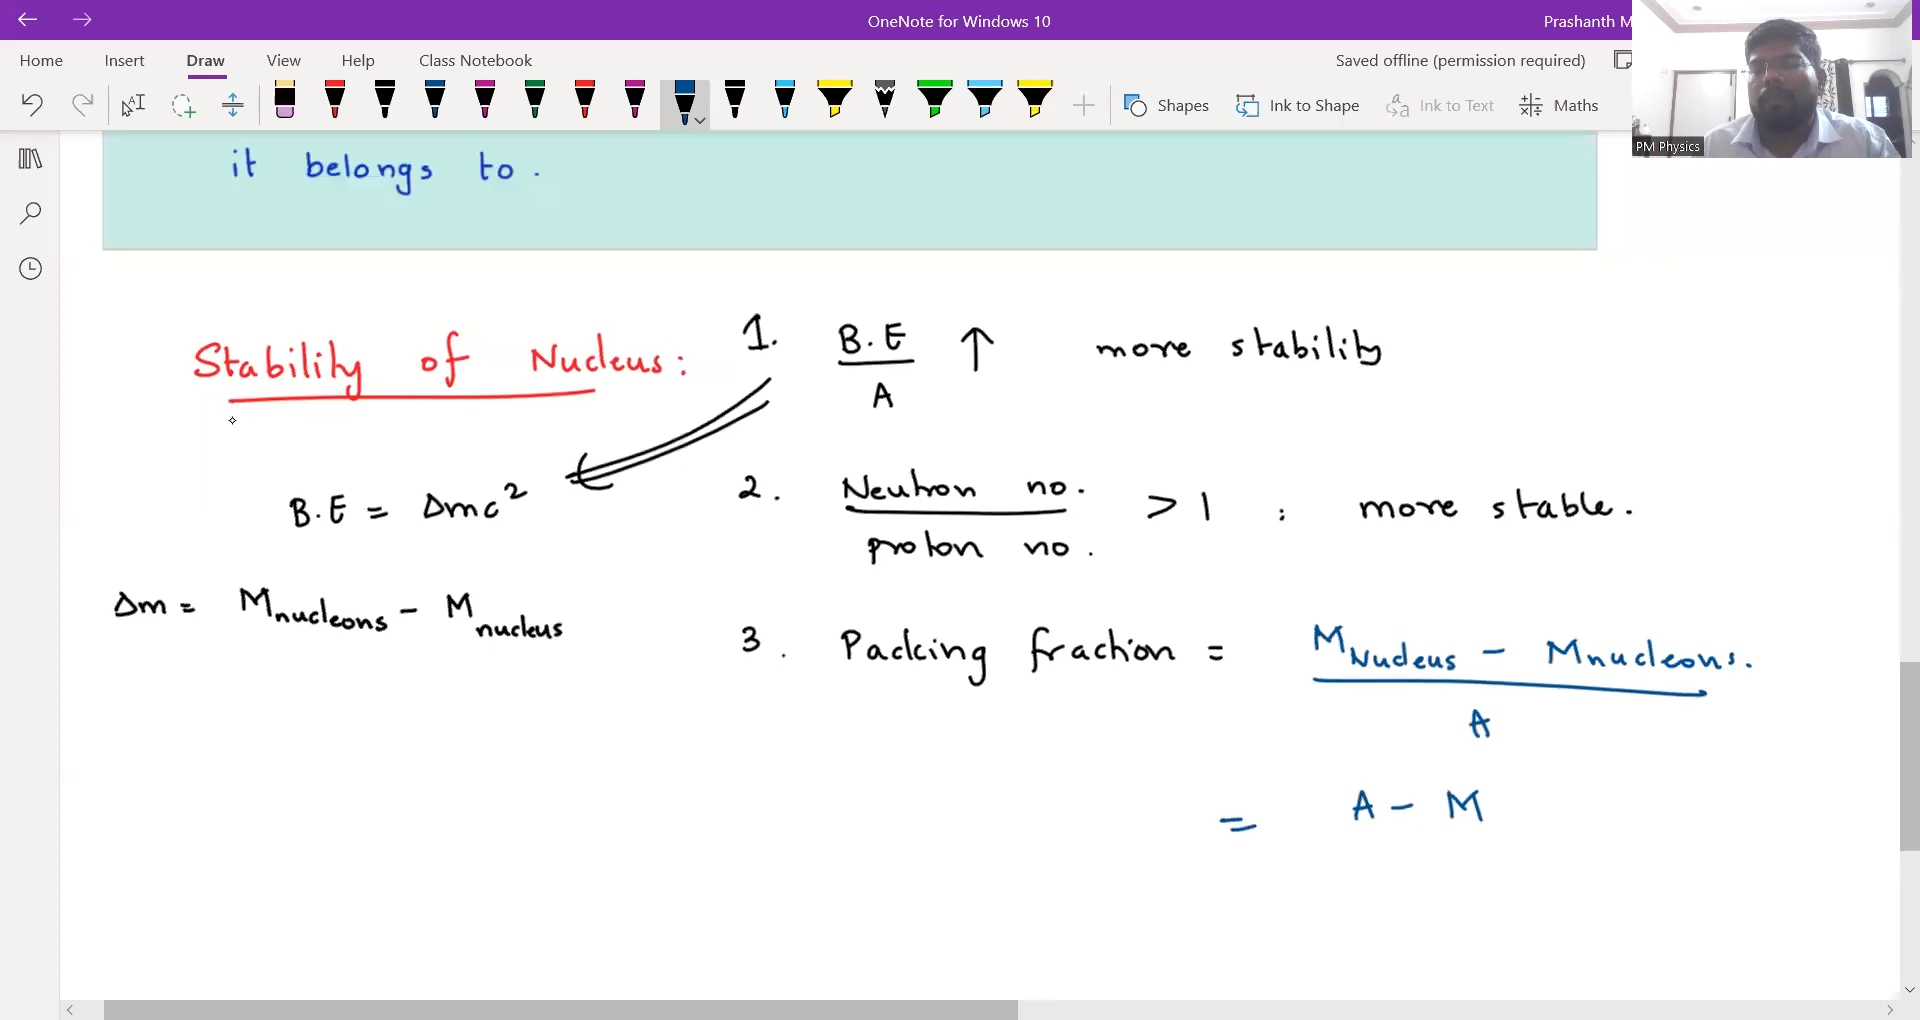 OneNote for Windows 10
Prashanth M
Home Insert Draw View Help Class Notebook
Saved offline (permission required)
Shapes Ink to Shape Ink to Text Maths
PM Physics
it belongs to.
Stability of Nucleus:
1. B.E / A ↑ more stability
B.E = Δmc²
2. Neutron no. / proton no. > 1 : more stable.
Δm = Mnucleons - Mnucleus
3. Packing fraction = MNucleus - Mnucleons. / A
= A - M